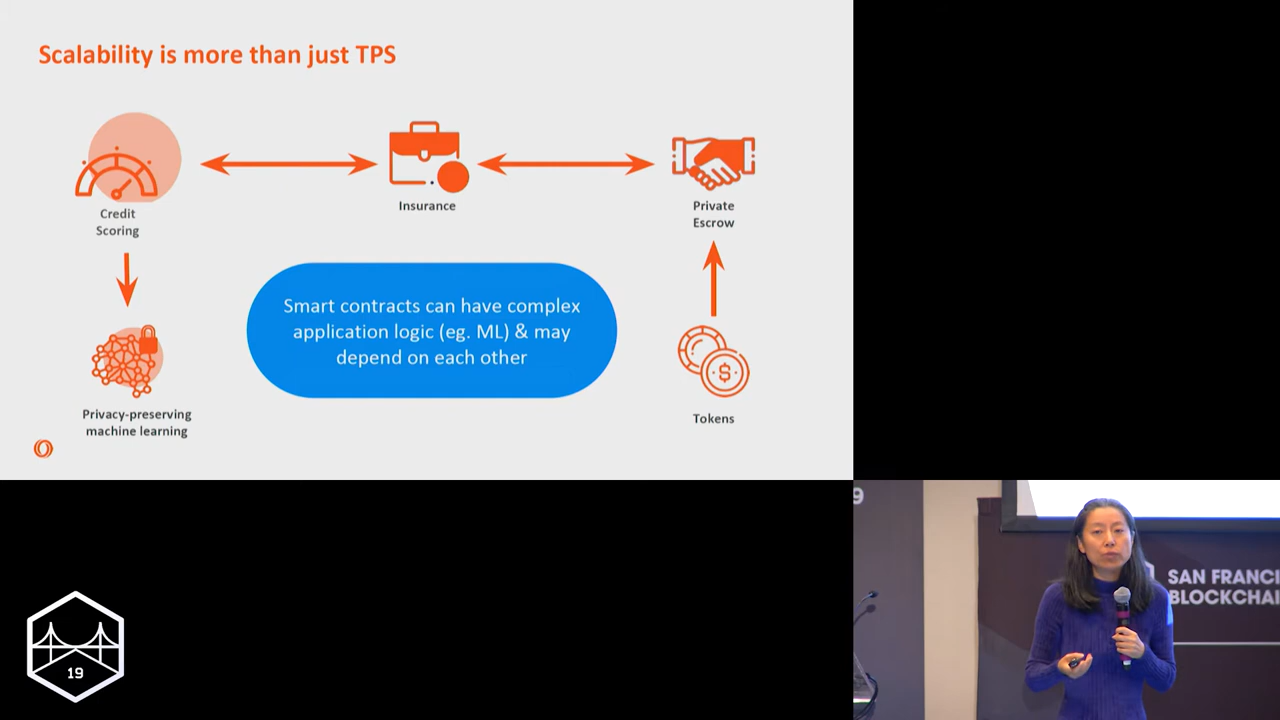 Scalability is more than just TPS
Credit
Scoring
Insurance
Private
Escrow
Smart contracts can have complex
application logic (eg. ML) & may
depend on each other
$
Privacy-preserving
machine learning
Tokens
9
SAN FRANCI
BLOCKCHAI
19